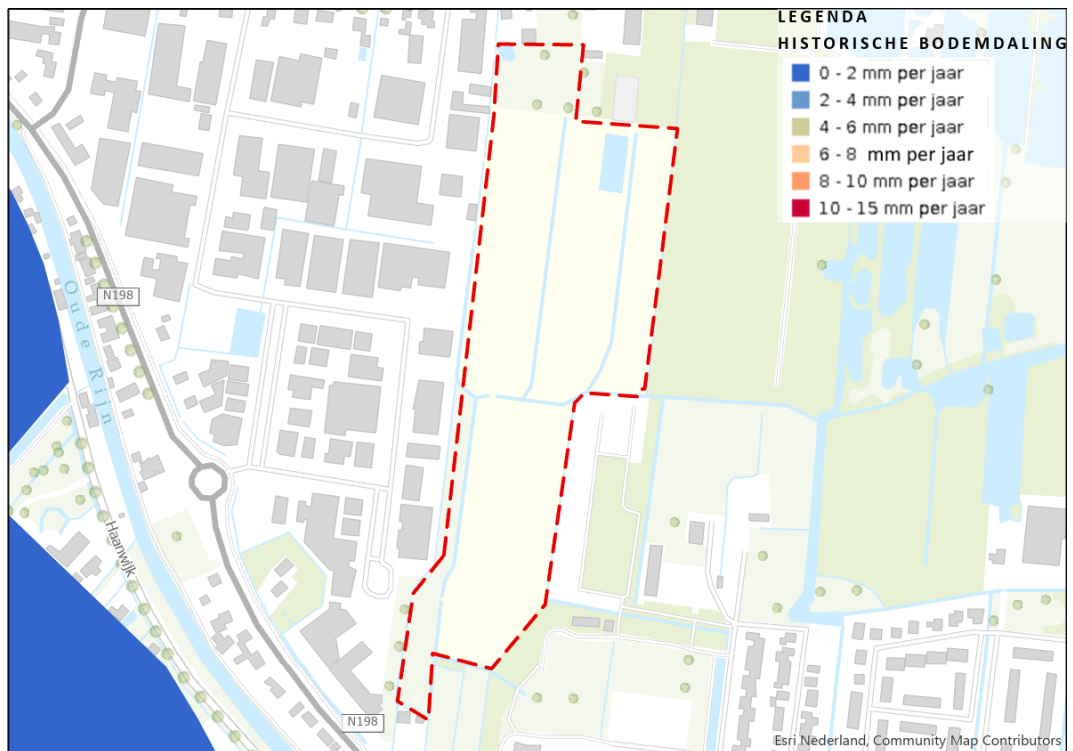 LEGENDA
HISTORISCHE BODEMDALING
0 - 2 mm per jaar
2 - 4 mm per jaar
4 - 6 mm per jaar
6 - 8 mm per jaar
8 - 10 mm per jaar
10 - 15 mm per jaar
N198
Oude Rijn
Haanwijk
N198
Esri Nederland, Community Map Contributors